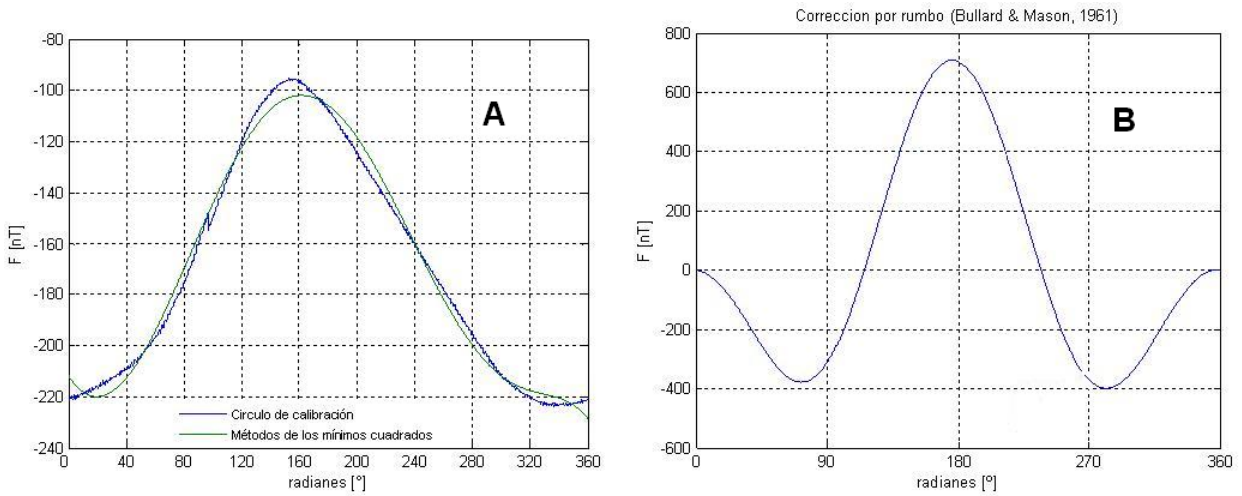 A
F [nT]
-80
-100
-120
-140
-160
-180
-200
-220
-240
0 40 80 120 160 200 240 280 320 360
radianes [°]
Circulo de calibración
Métodos de los mínimos cuadrados
Correccion por rumbo (Bullard & Mason, 1961)
B
F [nT]
800
600
400
200
0
-200
-400
-600
0 90 180 270 360
radianes [º]